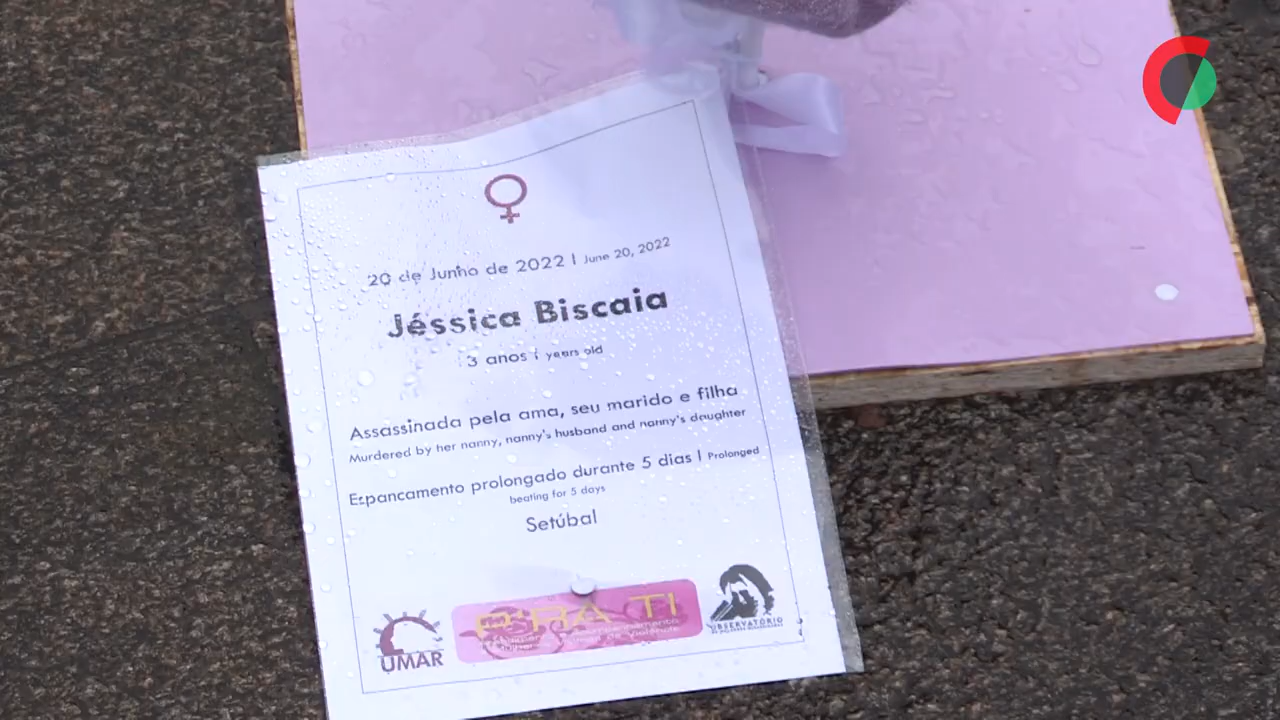 20 de Junho de 2022 | June 20, 2022
Jéssica Biscaia
3 anos | years old
Assassinada pela ama, seu marido e filha
Murdered by her nanny, nanny's husband and nanny's daughter
Espancamento prolongado durante 5 dias | Prolonged
beating for 5 days
Setúbal
UMAR
P'RA TI
OBSERVATÓRIO